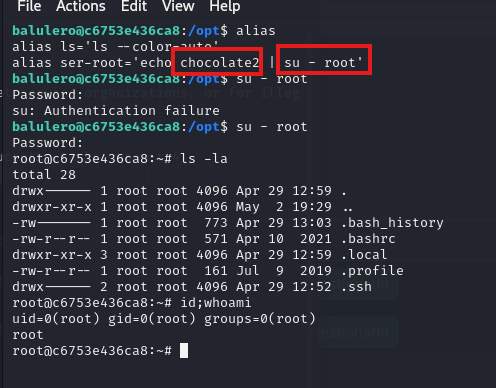 File Actions Edit View Help
balulero@c6753e436ca8:/opt$ alias
alias ls='ls --color=auto'
alias ser-root='echo chocolate2 | su - root'
balulero@c6753e436ca8:/opt$ su - root
Password:
su: Authentication failure
balulero@c6753e436ca8:/opt$ su - root
Password:
root@c6753e436ca8:~# ls -la
total 28
drwx------ 1 root root 4096 Apr 29 12:59 .
drwxr-xr-x 1 root root 4096 May  2 19:29 ..
-rw------- 1 root root  773 Apr 29 13:03 .bash_history
-rw-r--r-- 1 root root  571 Apr 10  2021 .bashrc
drwxr-xr-x 3 root root 4096 Apr 29 12:59 .local
-rw-r--r-- 1 root root  161 Jul  9  2019 .profile
drwx------ 2 root root 4096 Apr 29 12:52 .ssh
root@c6753e436ca8:~# id;whoami
uid=0(root) gid=0(root) groups=0(root)
root
root@c6753e436ca8:~#